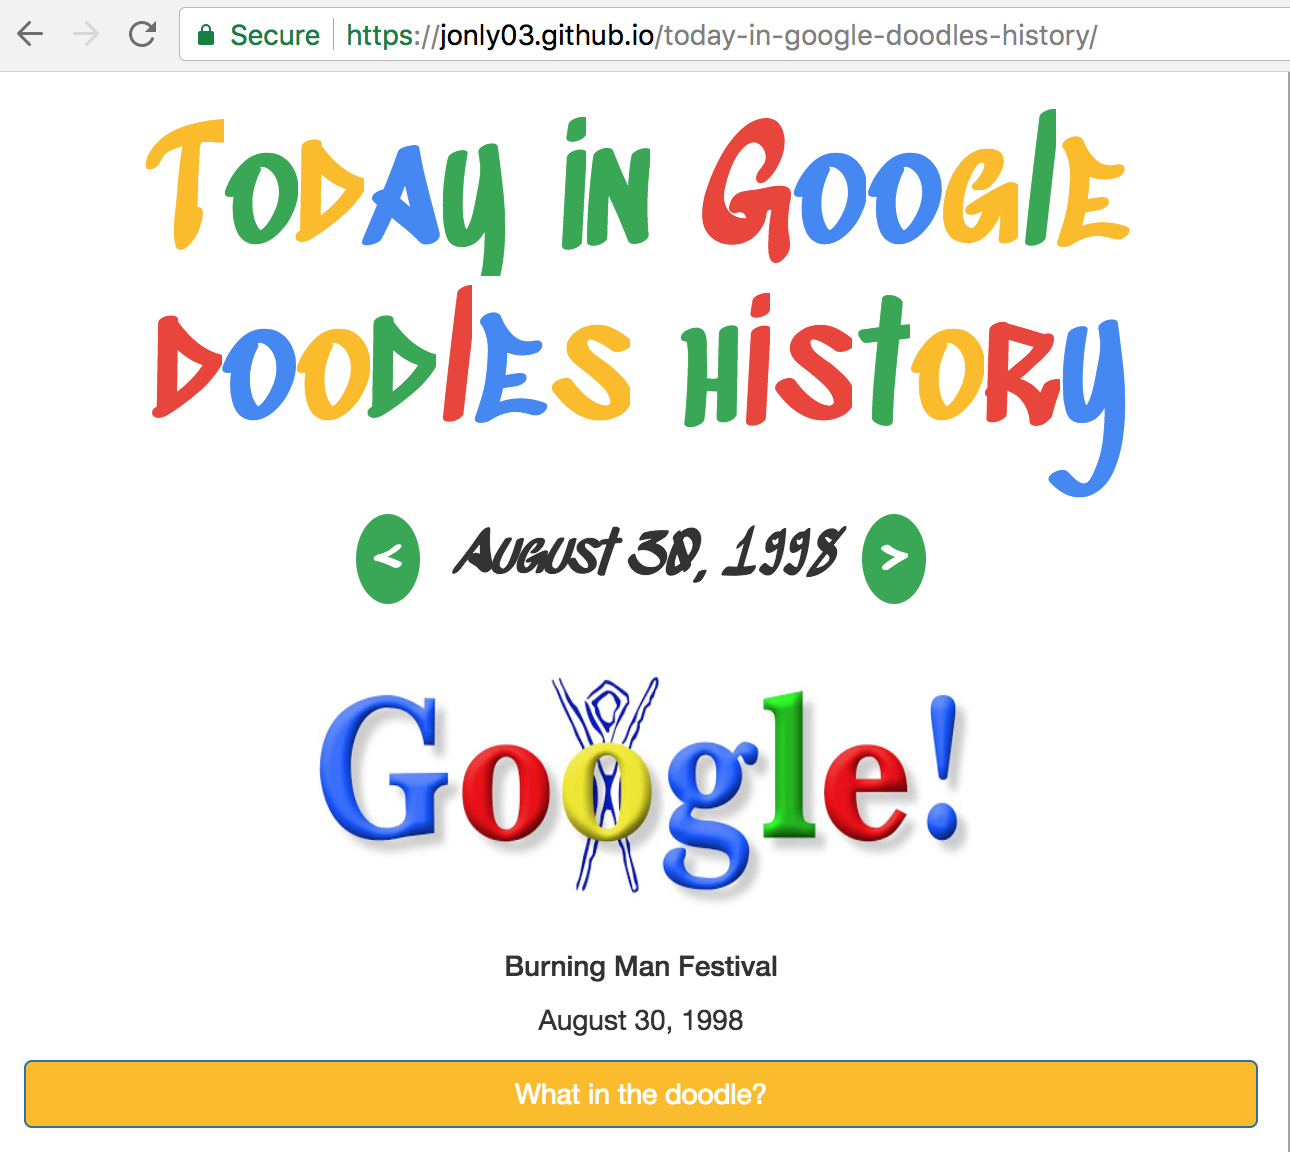 Secure https://jonly03.github.io/today-in-google-doodles-history/
Today in Google
Doodles History
< August 30, 1998 >
Google!
Burning Man Festival
August 30, 1998
What in the doodle?